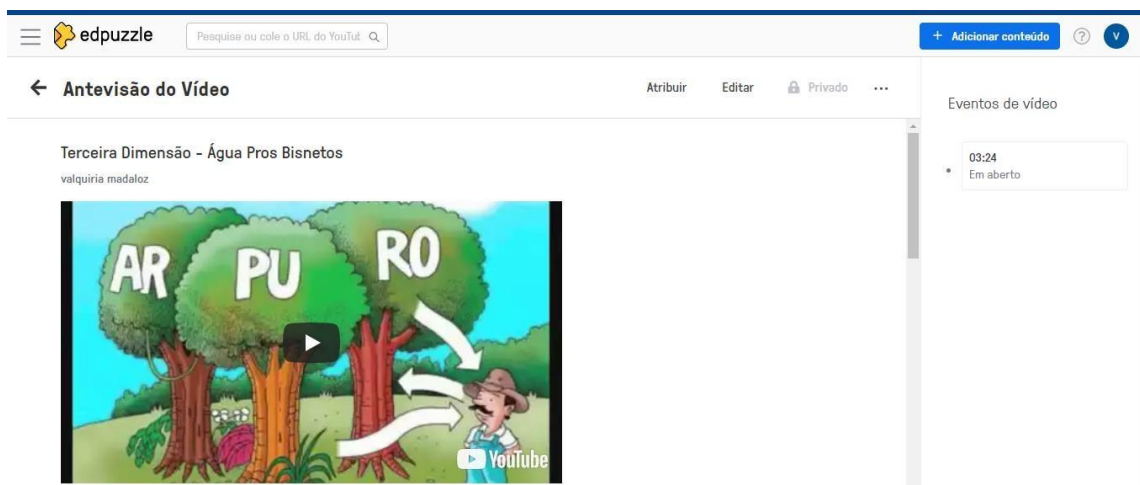 edpuzzle
Pesquise ou cole o URL do YouTub
+ Adicionar conteúdo
?
V
Antevisão do Vídeo
Atribuir
Editar
Privado
...
Eventos de vídeo
Terceira Dimensão - Água Pros Bisnetos
valquiria madaloz
03:24
Em aberto
AR PU RO
YouTube